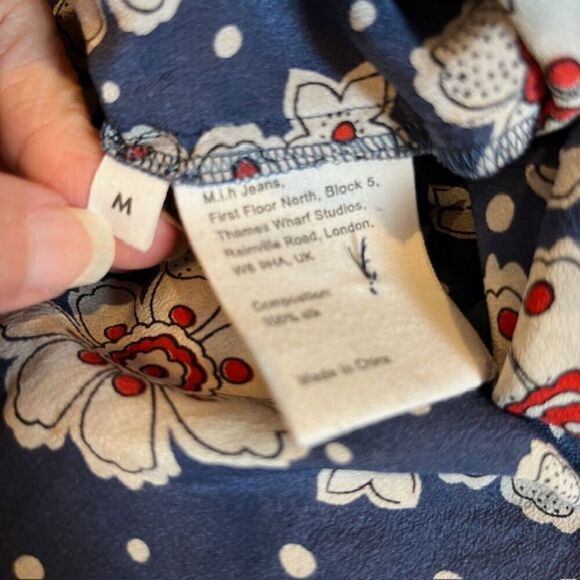 M
M.i.h Jeans,
First Floor North, Block 5,
Thames Wharf Studios,
Rainville Road, London,
W6 9HA, UK
Composition:
100% silk
Made in China